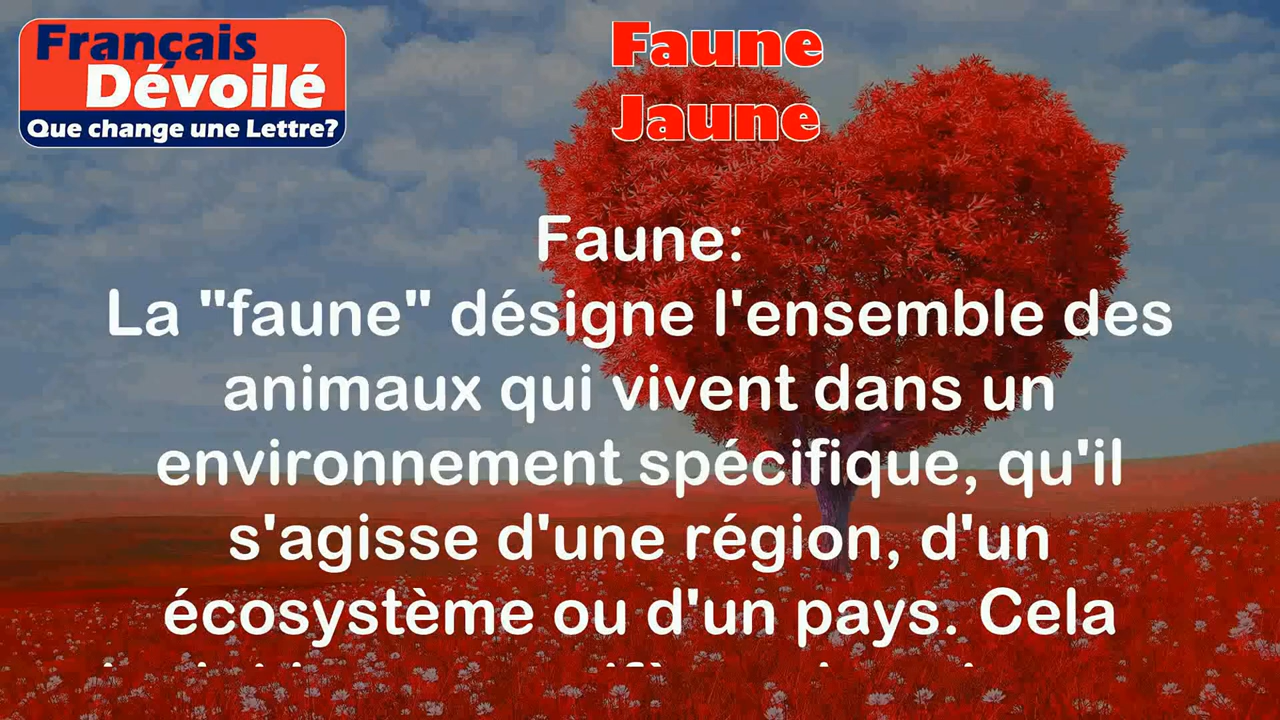 Français
Dévoilé
Que change une Lettre?
Faune
Jaune
Faune:
La "faune" désigne l'ensemble des
animaux qui vivent dans un
environnement spécifique, qu'il
s'agisse d'une région, d'un
écosystème ou d'un pays. Cela